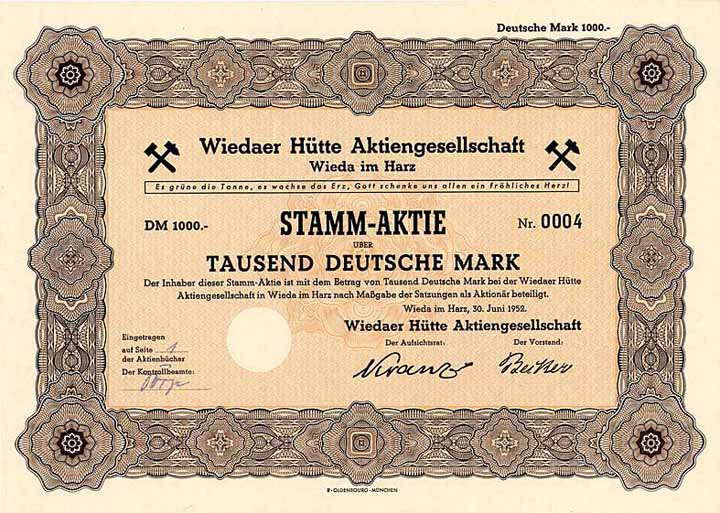 Deutsche Mark 1000.-
Wiedaer Hütte Aktiengesellschaft
Wieda im Harz
Es grüne die Tanne, es wachse das Erz, Gott schenke uns allen ein fröhliches Herz!
DM 1000.-
STAMM-AKTIE
Nr. 0004
ÜBER
TAUSEND DEUTSCHE MARK
Der Inhaber dieser Stamm-Aktie ist mit dem Betrag von Tausend Deutsche Mark bei der Wiedaer Hütte
Aktiengesellschaft in Wieda im Harz nach Maßgabe der Satzungen als Aktionär beteiligt.
Wieda im Harz, 30. Juni 1952.
Wiedaer Hütte Aktiengesellschaft
Der Aufsichtsrat: Der Vorstand:
Eingetragen
auf Seite 1
der Aktienbücher
Der Kontrollbeamte:
R·OLDENBOURG·MÜNCHEN